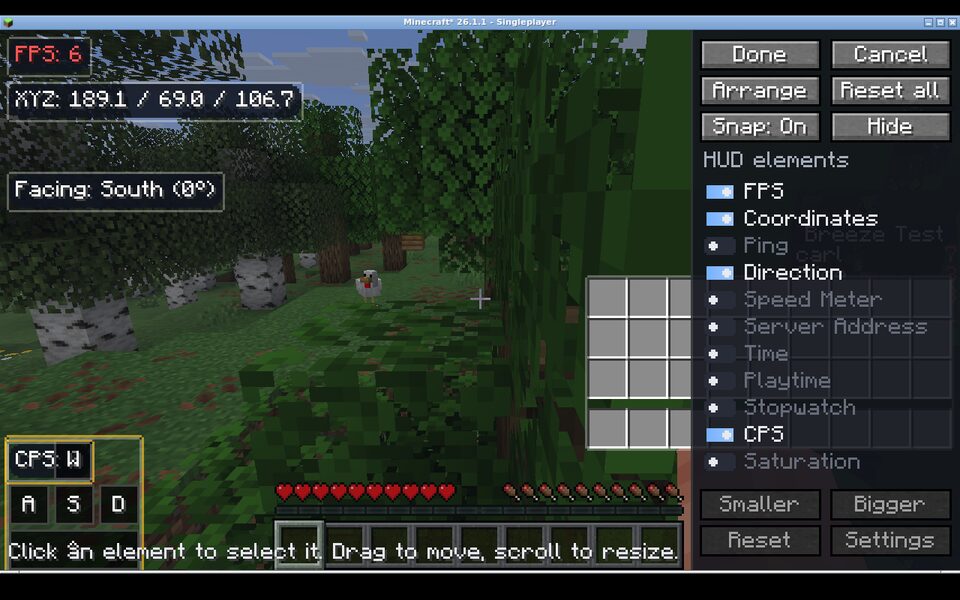 Minecraft* 26.1.1 - Singleplayer
FPS: 6
XYZ: 189.1 / 69.0 / 106.7
Facing: South (0°)
Done
Cancel
Arrange
Reset all
Snap: On
Hide
HUD elements
FPS
Coordinates
Breeze Test
Ping
carl
Direction
Speed Meter
Server Address
Time
Playtime
Stopwatch
CPS
Saturation
CPS: W
A S D
Smaller
Bigger
Reset
Settings
Click an element to select it. Drag to move, scroll to resize.